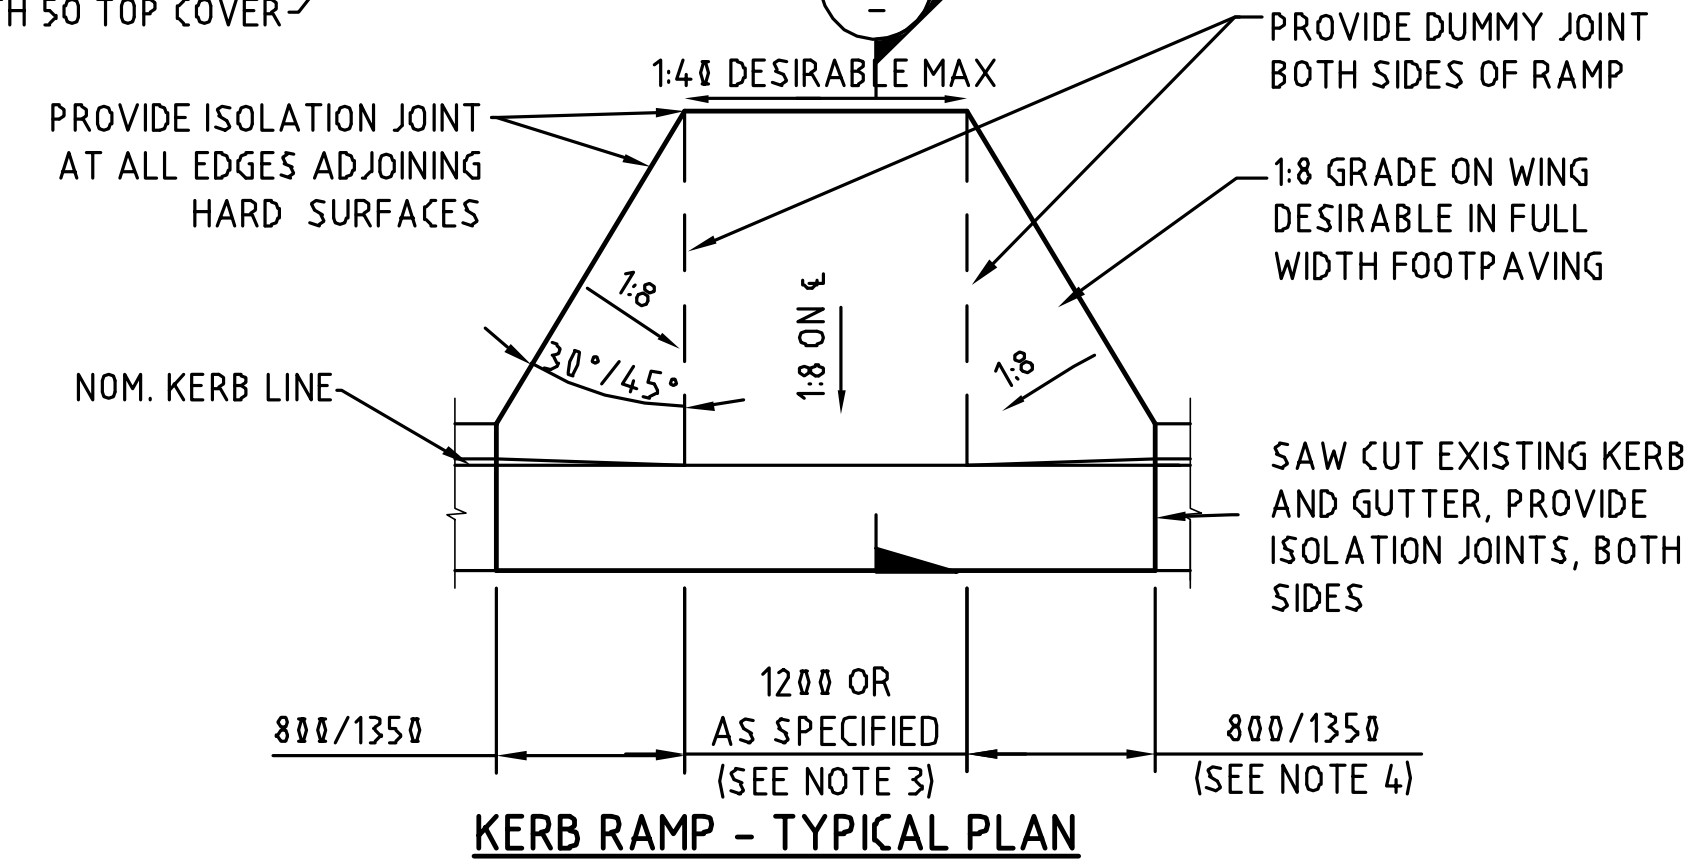 50 TOP COVER
1:40 DESIRABLE MAX
PROVIDE DUMMY JOINT
BOTH SIDES OF RAMP
PROVIDE ISOLATION JOINT
AT ALL EDGES ADJOINING
HARD SURFACES
1:8 GRADE ON WING
DESIRABLE IN FULL
WIDTH FOOTPAVING
1:8
30°/45°
1:8 ON ℄
1:8
NOM. KERB LINE
SAW CUT EXISTING KERB
AND GUTTER, PROVIDE
ISOLATION JOINTS, BOTH
SIDES
800/1350
1200 OR
AS SPECIFIED
(SEE NOTE 3)
800/1350
(SEE NOTE 4)
KERB RAMP - TYPICAL PLAN